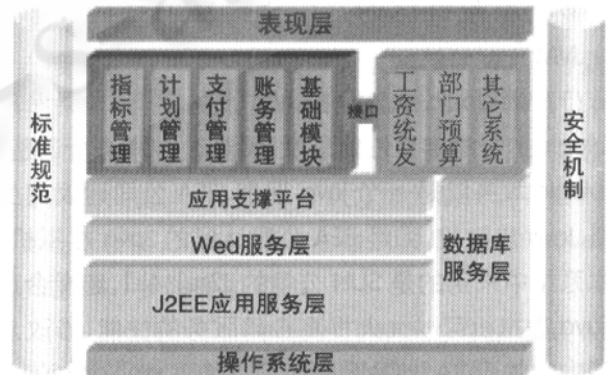 表现层
标准规范
指标管理
计划管理
支付管理
账务管理
基础模块
接口
工资统发
部门预算
其它系统
安全机制
应用支撑平台
Wed服务层
J2EE应用服务层
数据库
服务层
操作系统层